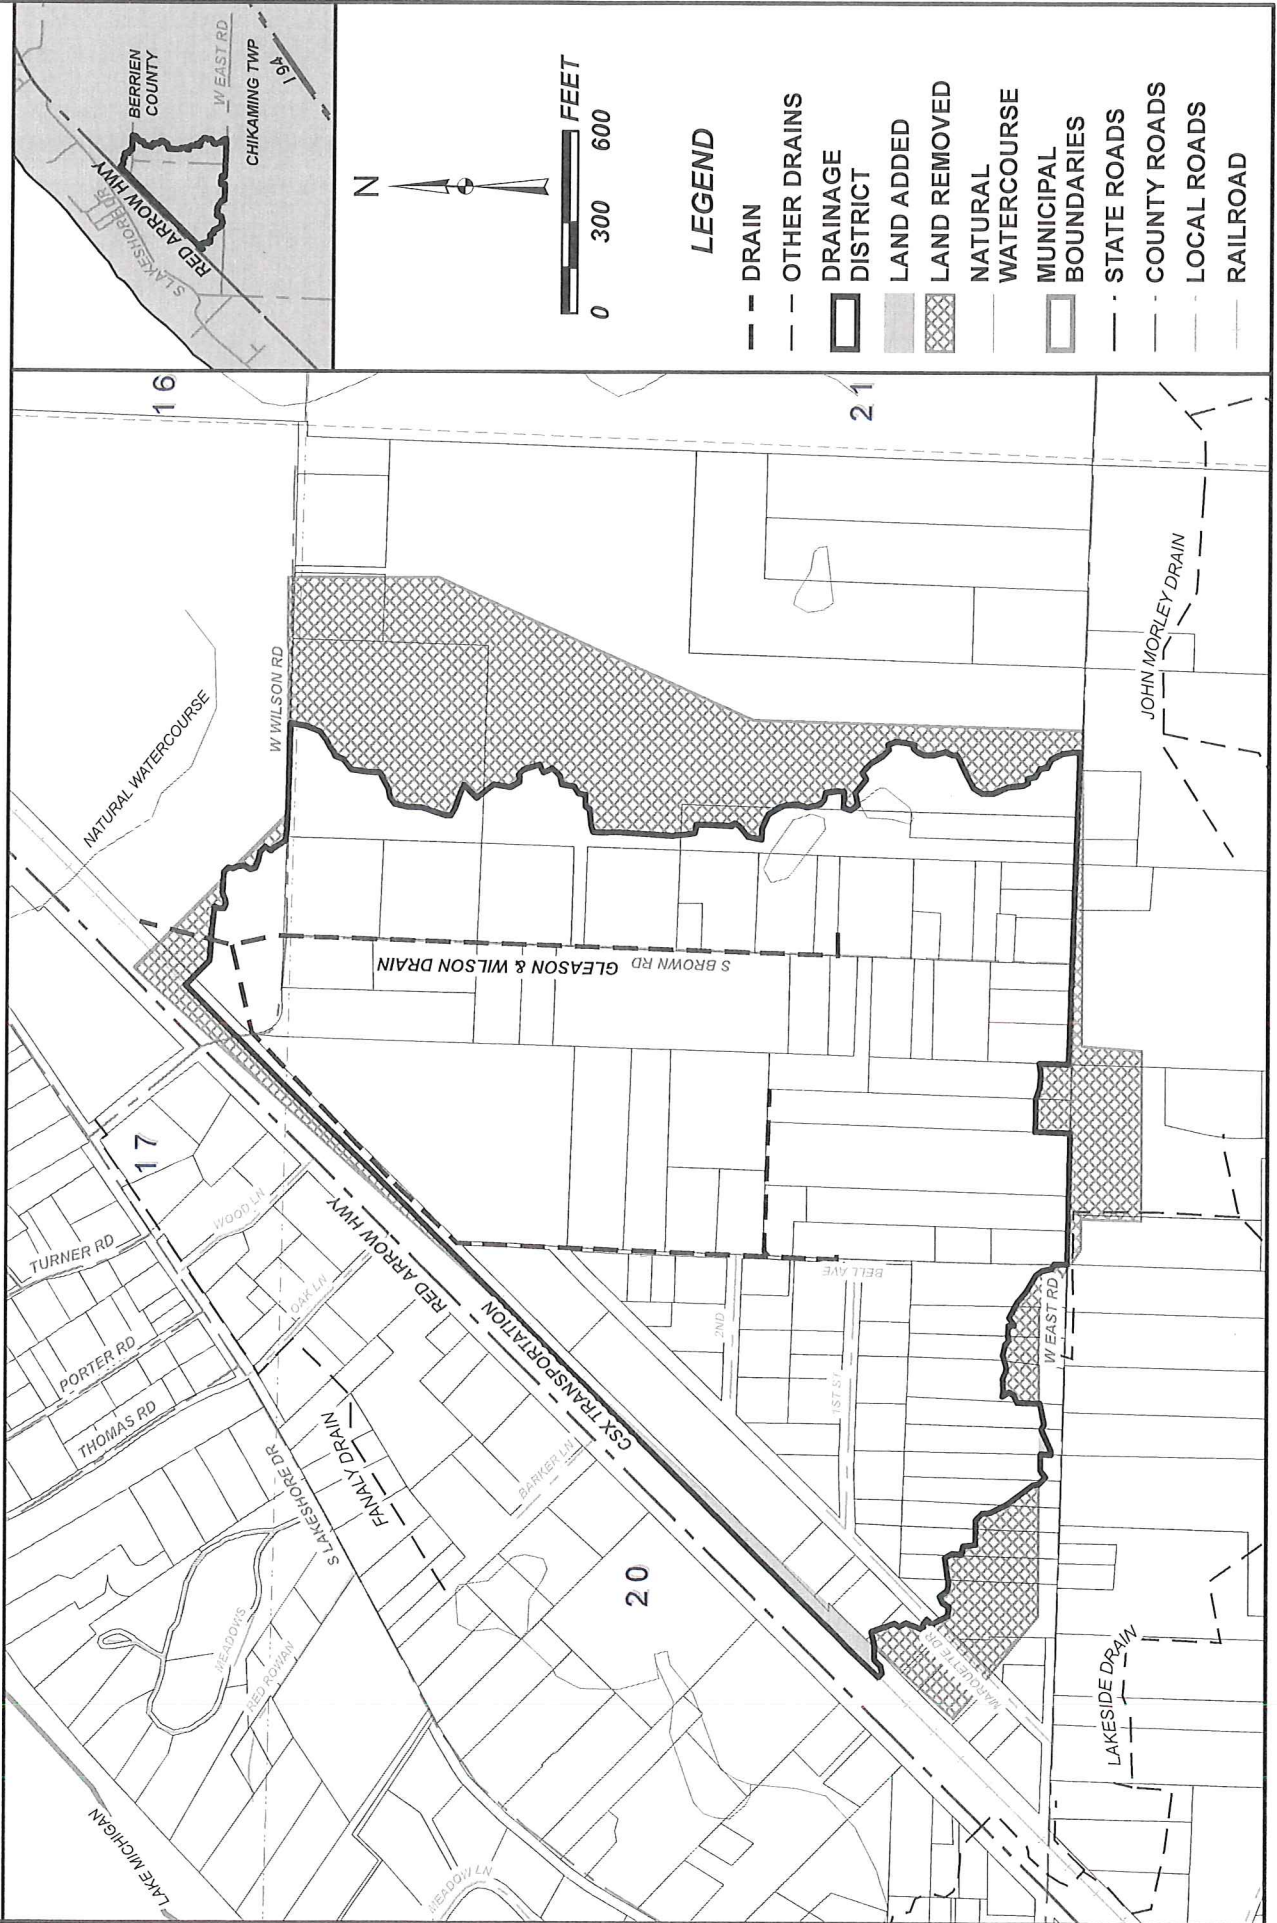 BERRIEN
COUNTY
W EAST RD
CHIKAMING TWP
I 94
RED ARROW HWY
S LAKESHORE DR
N
FEET
0 300 600
LEGEND
DRAIN
OTHER DRAINS
DRAINAGE
DISTRICT
LAND ADDED
LAND REMOVED
NATURAL
WATERCOURSE
MUNICIPAL
BOUNDARIES
STATE ROADS
COUNTY ROADS
LOCAL ROADS
RAILROAD
16
21
17
20
NATURAL WATERCOURSE
W WILSON RD
GLEASON & WILSON DRAIN
S BROWN RD
JOHN MORLEY DRAIN
TURNER RD
PORTER RD
THOMAS RD
WOOD LN
OAK LN
RED ARROW HWY
CSX TRANSPORTATION
S LAKESHORE DR
FANALY DRAIN
BARKER LN
2ND
1ST ST
BELL AVE
W EAST RD
MARQUETTE DR
LAKESIDE DRAIN
MEADOWS
RED ROWAN
MEADOW LN
LAKE MICHIGAN